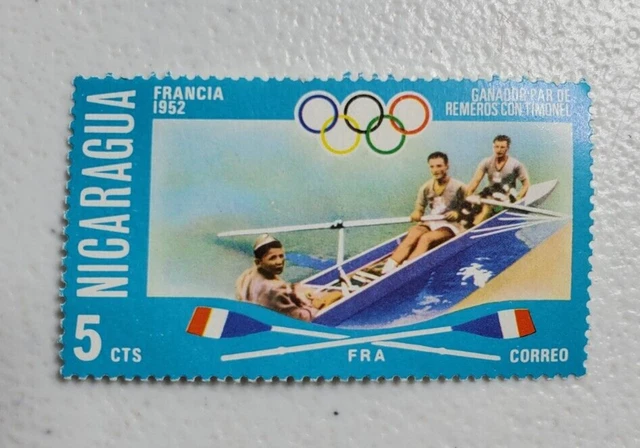 NICARAGUA
FRANCIA
1952
GANADOR PAR DE
REMEROS CON TIMONEL
5 CTS
FRA
CORREO